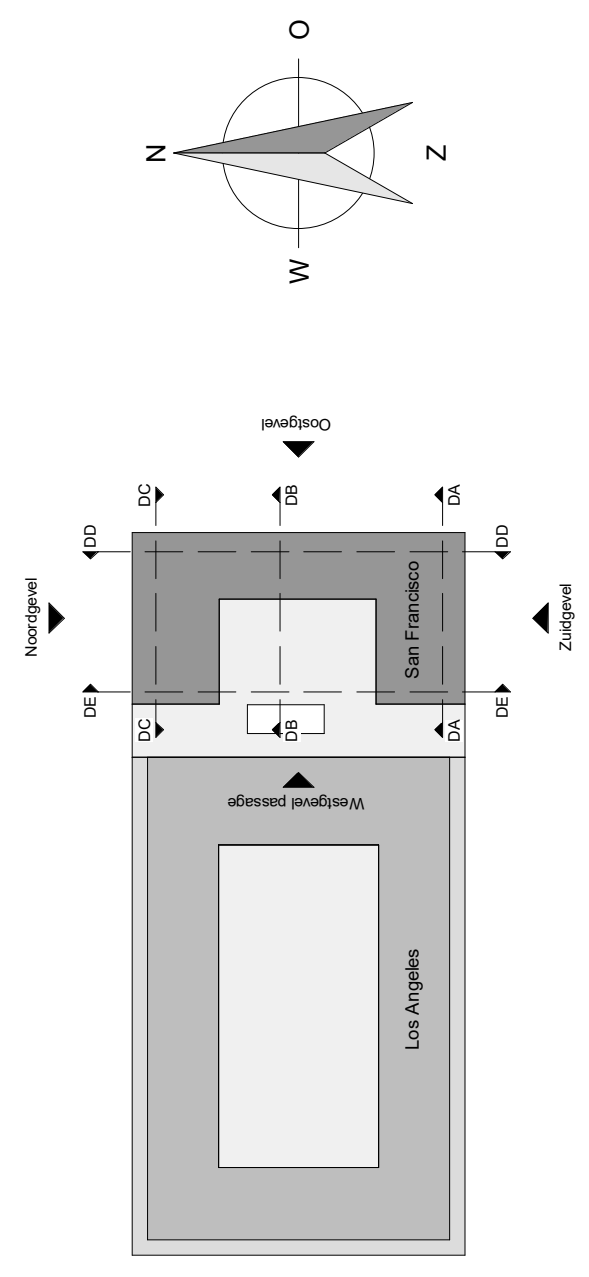 O
N
Z
W
Oostgevel
DC
DB
DA
DD
DD
Noordgevel
Zuidgevel
San Francisco
DE
DE
DC
DB
DA
Westgevel passage
Los Angeles